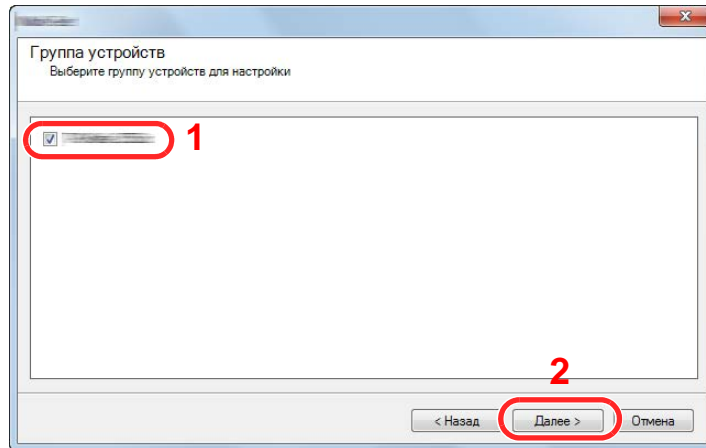 Группа устройств
Выберите группу устройств для настройки
1
2
< Назад
Далее >
Отмена